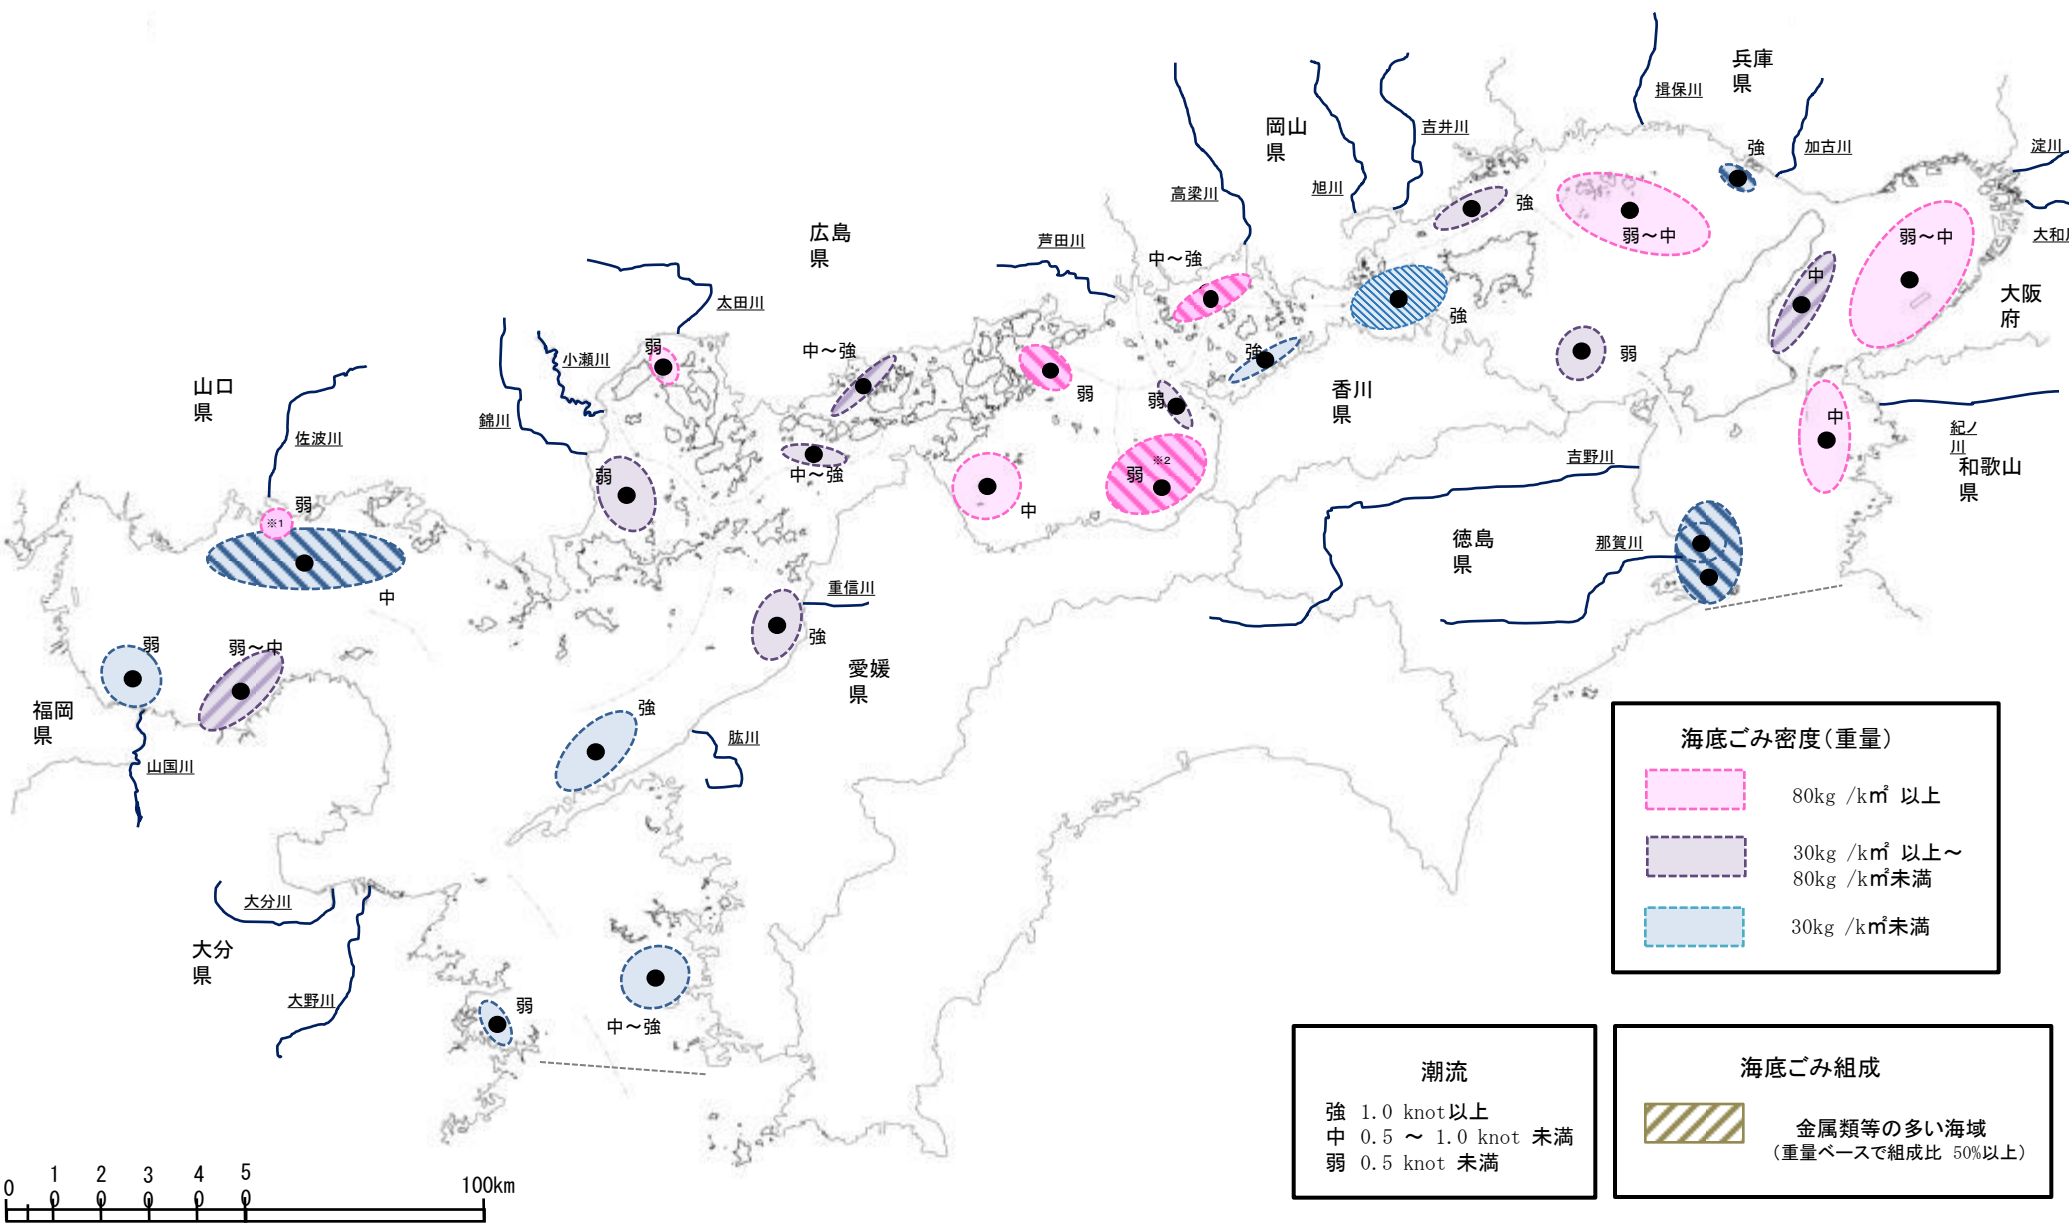 兵庫
県
揖保川
岡山
県
吉井川
加古川
淀川
強
高梁川
旭川
強
広島
県
芦田川
弱～中
弱～中
大和川
中～強
中
大阪
府
太田川
強
弱
小瀬川
中～強
強
弱
山口
県
香川
県
弱
弱
錦川
中
佐波川
紀ノ
川
弱
中～強
※2
弱
吉野川
和歌山
県
弱
中
※1
徳島
県
那賀川
中
重信川
強
弱
弱～中
愛媛
県
福岡
県
強
肱川
山国川
大分川
大分
県
大野川
弱
中～強
海底ごみ密度（重量）
80kg /k㎡ 以上
30kg /k㎡ 以上～
80kg /k㎡未満
30kg /k㎡未満
潮流
強 1.0 knot以上
中 0.5 ～ 1.0 knot 未満
弱 0.5 knot 未満
海底ごみ組成
金属類等の多い海域
（重量ベースで組成比 50%以上）
0
10
20
30
40
50
100km